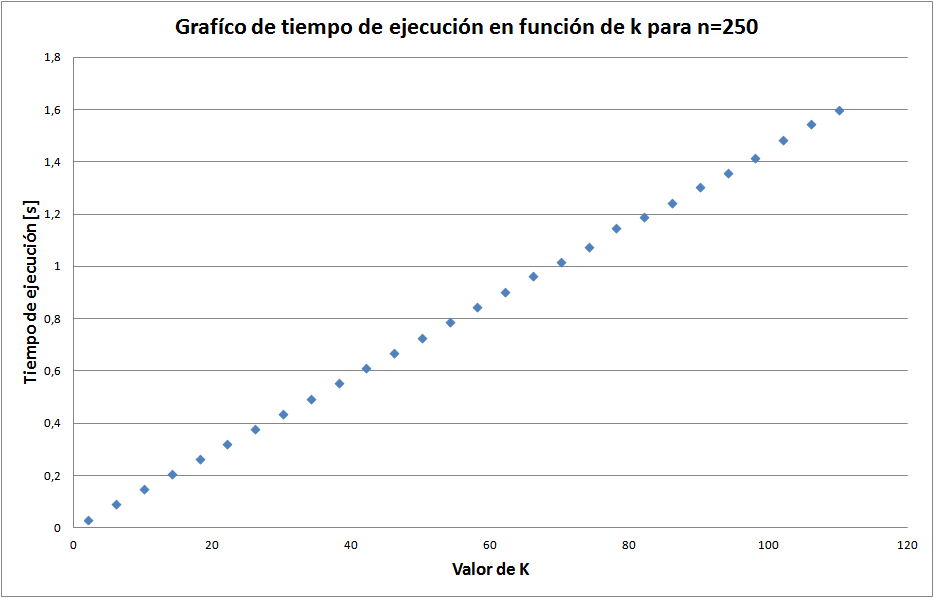 Grafíco de tiempo de ejecución en función de k para n=250
1,8
1,6
1,4
1,2
1
0,8
0,6
0,4
0,2
0
Tiempo de ejecución [s]
0 20 40 60 80 100 120
Valor de K